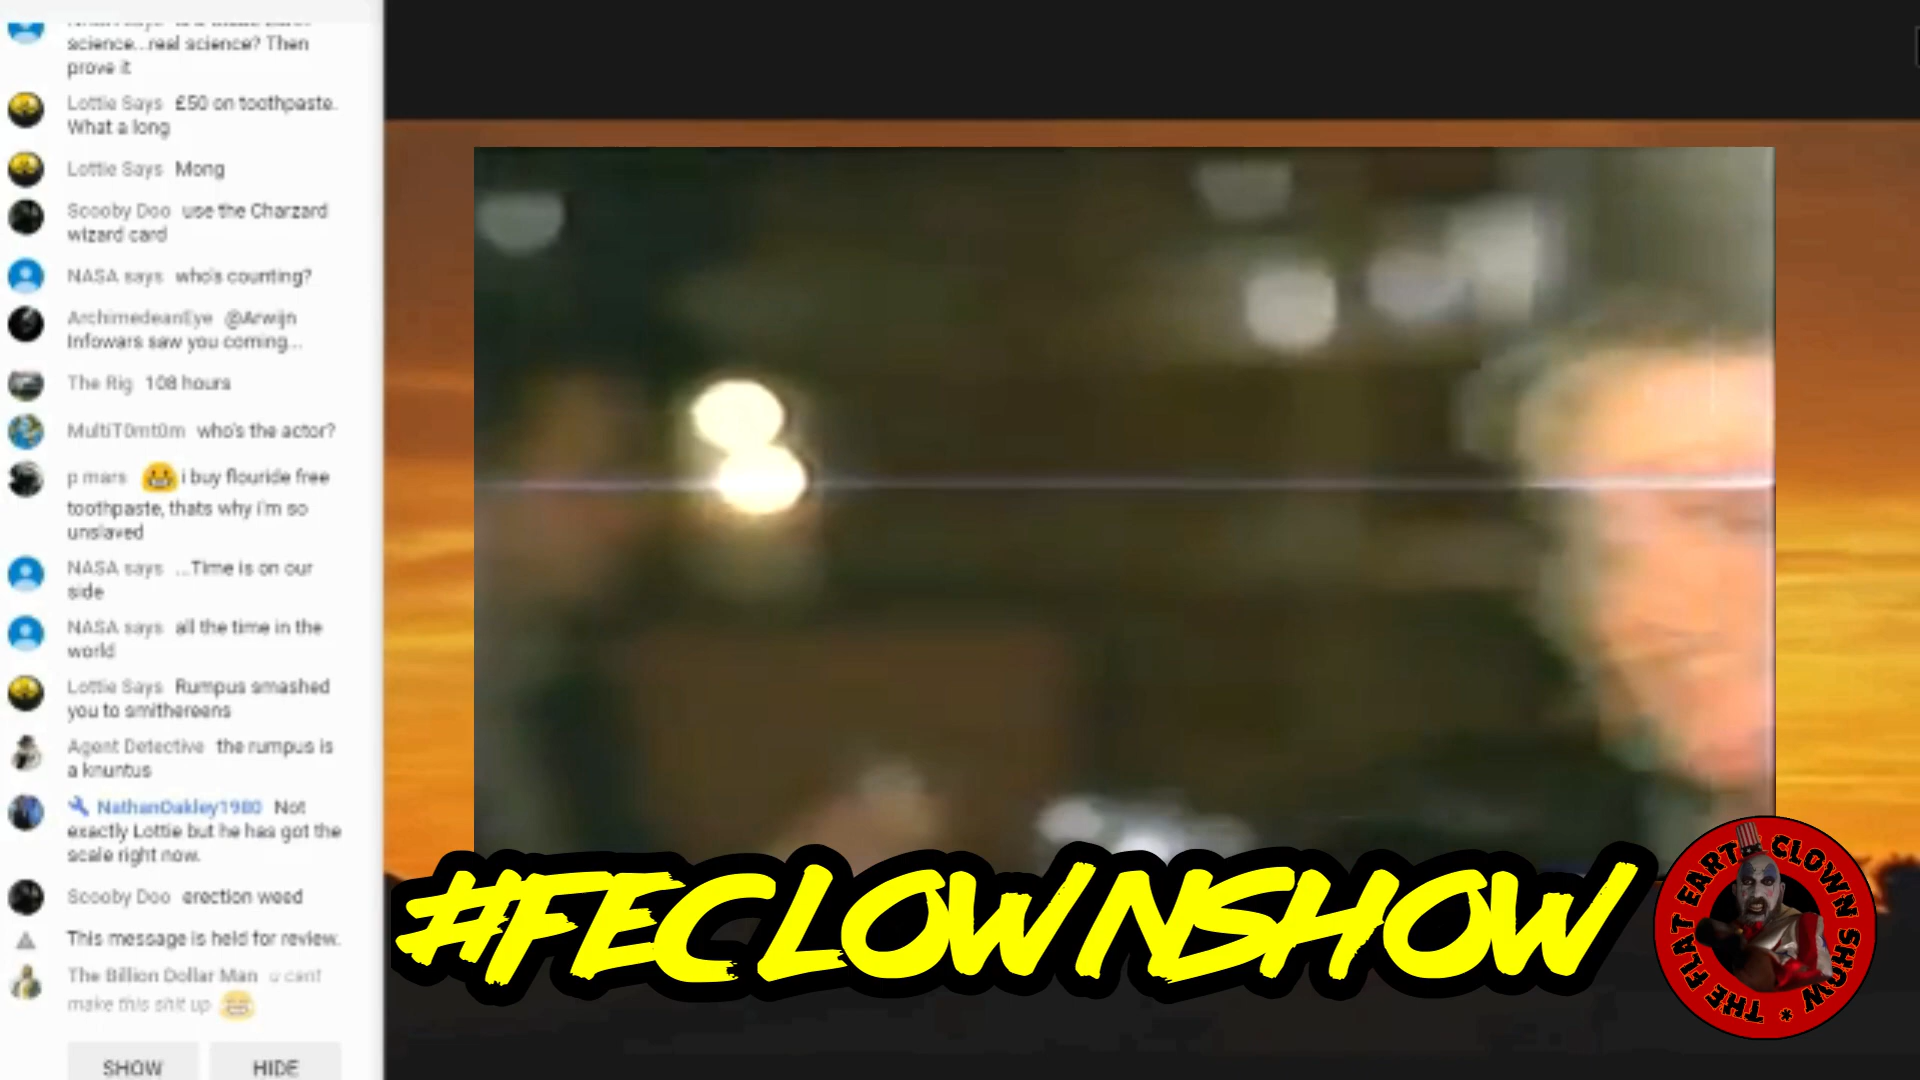 science...real science? Then
prove it
Lottie Says £50 on toothpaste.
What a long
Lottie Says Mong
Scooby Doo use the Charzard
wizard card
NASA says who's counting?
ArchimedeanEye @Arwijn
Infowars saw you coming...
The Rig 108 hours
MultiT0mt0m who's the actor?
p mars i buy flouride free
toothpaste, thats why i'm so
unslaved
NASA says ...Time is on our
side
NASA says all the time in the
world
Lottie Says Rumpus smashed
you to smithereens
Agent Detective the rumpus is
a knuntus
NathanOakley1980 Not
exactly Lottie but he has got the
scale right now.
Scooby Doo erection weed
This message is held for review.
The Billion Dollar Man u cant
make this shit up
SHOW HIDE
#FECLOWNSHOW
THE FLAT EARTH CLOWN SHOW *